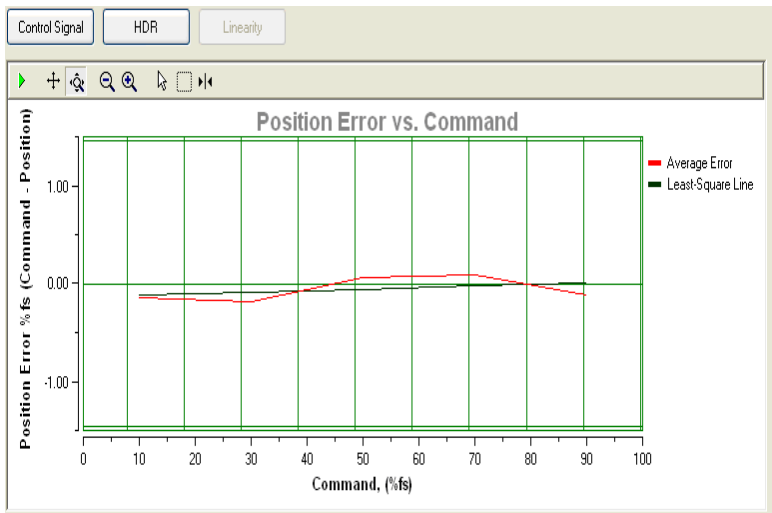 Control Signal HDR Linearity
Position Error vs. Command
Position Error %fs (Command - Position)
1.00
0.00
-1.00
0 10 20 30 40 50 60 70 80 90 100
Command, (%fs)
Average Error
Least-Square Line